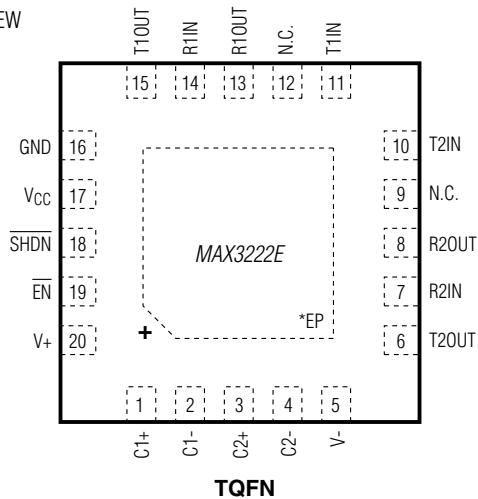 EW
T1OUT
R1IN
R1OUT
N.C.
T1IN
15 14 13 12 11
GND 16
VCC 17
SHDN 18
EN 19
V+ 20
10 T2IN
9 N.C.
8 R2OUT
7 R2IN
6 T2OUT
MAX3222E
+
*EP
1 2 3 4 5
C1+
C1-
C2+
C2-
V-
TQFN